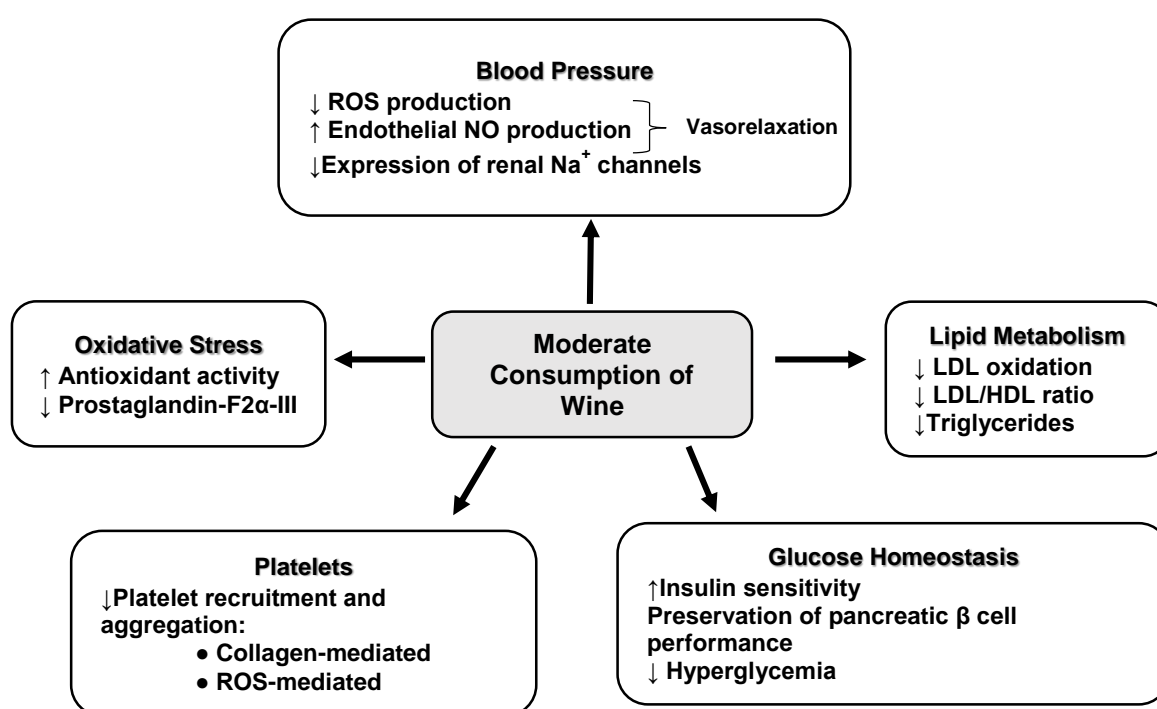 Blood Pressure
↓ ROS production
↑ Endothelial NO production
Vasorelaxation
↓Expression of renal Na⁺ channels
Oxidative Stress
↑ Antioxidant activity
↓ Prostaglandin-F2α-III
Moderate
Consumption of
Wine
Lipid Metabolism
↓ LDL oxidation
↓ LDL/HDL ratio
↓Triglycerides
Platelets
↓Platelet recruitment and
aggregation:
● Collagen-mediated
● ROS-mediated
Glucose Homeostasis
↑Insulin sensitivity
Preservation of pancreatic β cell
performance
↓ Hyperglycemia